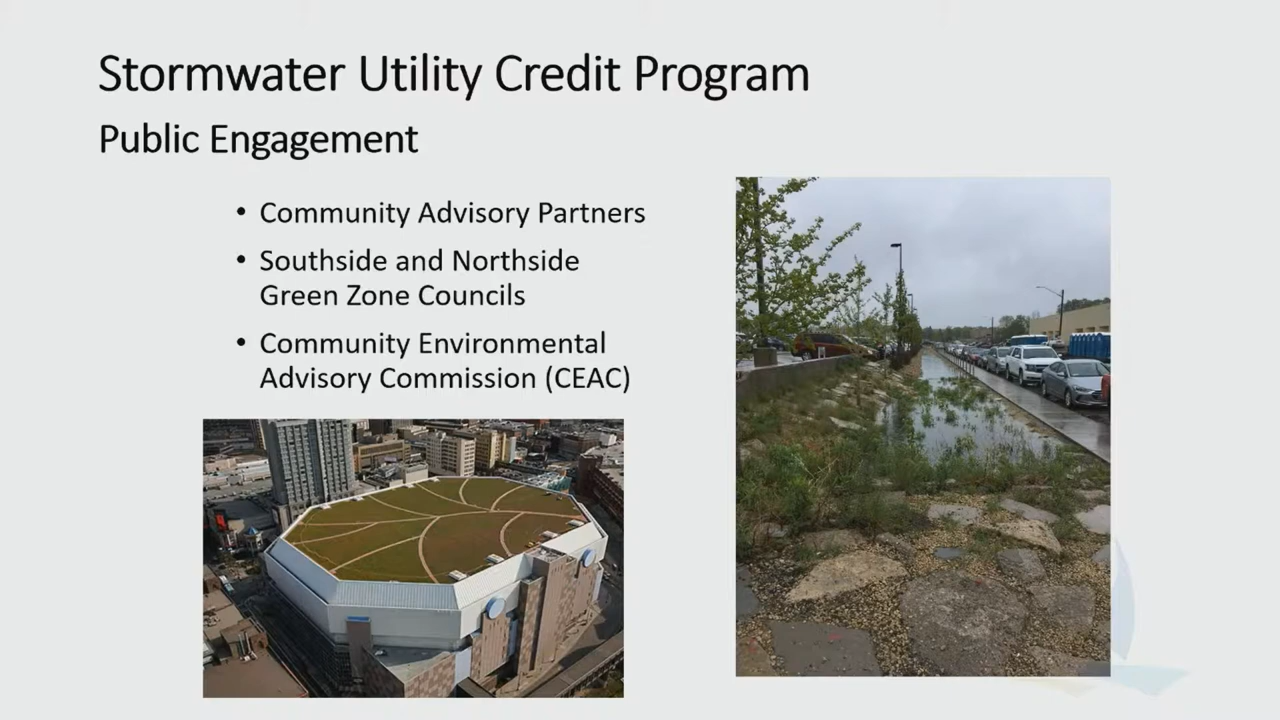 Stormwater Utility Credit Program
Public Engagement
• Community Advisory Partners
• Southside and Northside
Green Zone Councils
• Community Environmental
Advisory Commission (CEAC)